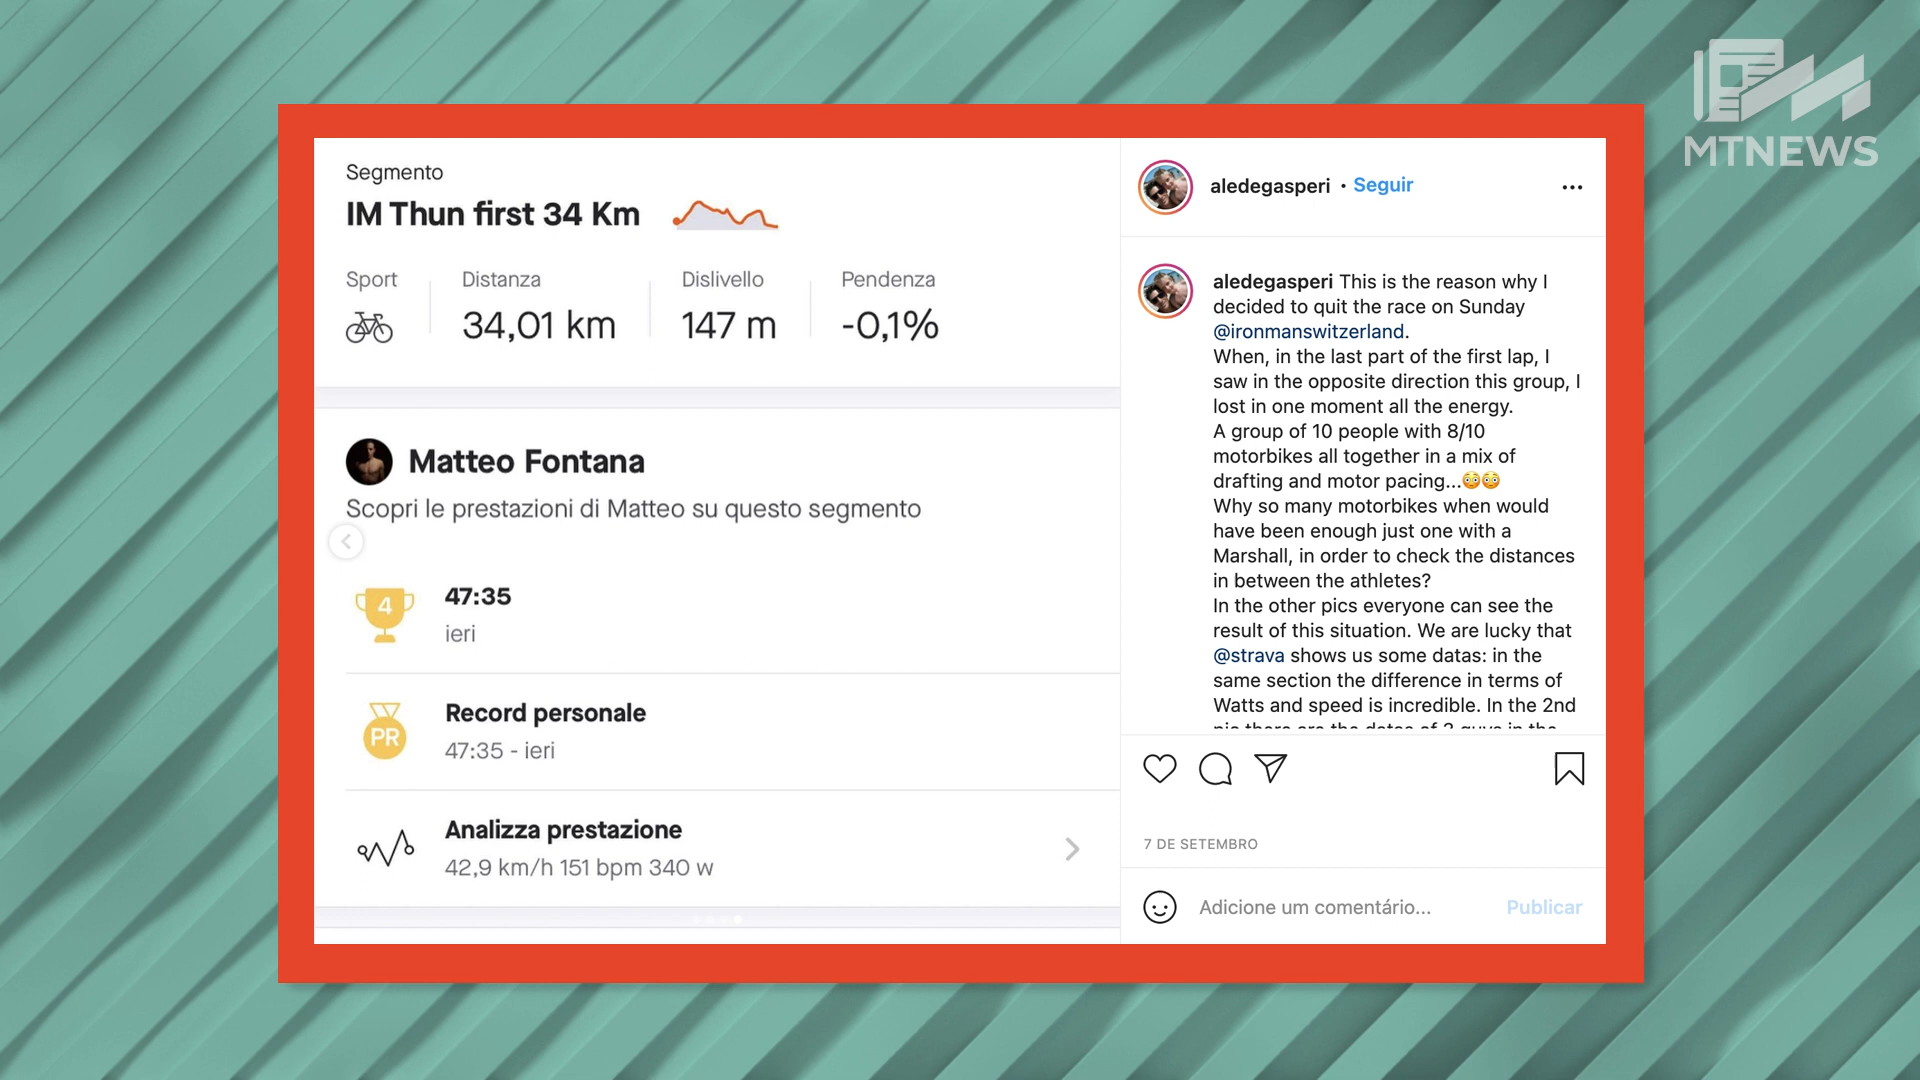 MTNEWS
Segmento
IM Thun first 34 Km
Sport
Distanza
Dislivello
Pendenza
34,01 km
147 m
-0,1%
Matteo Fontana
Scopri le prestazioni di Matteo su questo segmento
4
47:35
ieri
PR
Record personale
47:35 - ieri
Analizza prestazione
42,9 km/h 151 bpm 340 w
aledegasperi • Seguir
aledegasperi This is the reason why I
decided to quit the race on Sunday
@ironmanswitzerland.
When, in the last part of the first lap, I
saw in the opposite direction this group, I
lost in one moment all the energy.
A group of 10 people with 8/10
motorbikes all together in a mix of
drafting and motor pacing...😳😳
Why so many motorbikes when would
have been enough just one with a
Marshall, in order to check the distances
in between the athletes?
In the other pics everyone can see the
result of this situation. We are lucky that
@strava shows us some datas: in the
same section the difference in terms of
Watts and speed is incredible. In the 2nd
7 DE SETEMBRO
Adicione um comentário...
Publicar